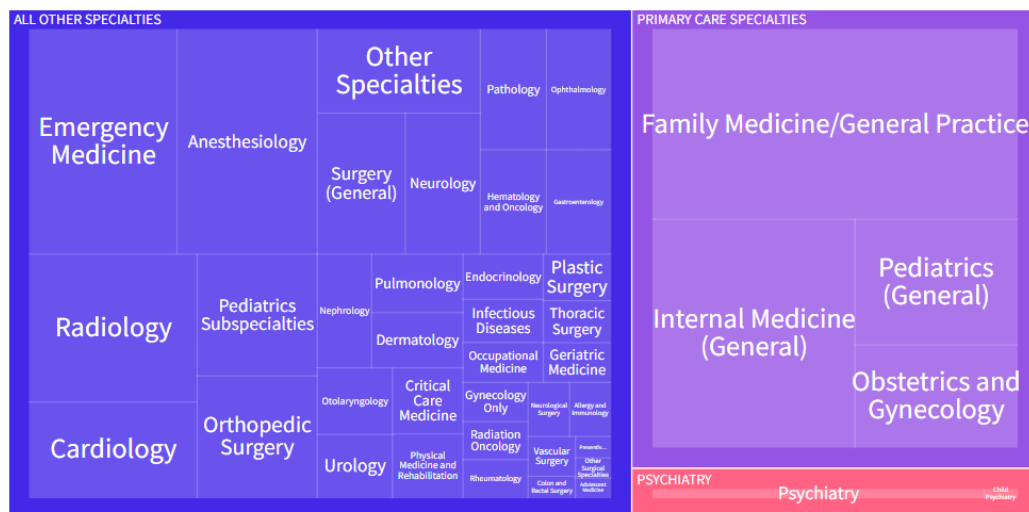 ALL OTHER SPECIALTIES
Emergency
Medicine
Anesthesiology
Other
Specialties
Surgery
(General)
Neurology
Pathology
Ophthalmology
Hematology
and Oncology
Gastroenterology
Radiology
Cardiology
Pediatrics
Subspecialties
Orthopedic
Surgery
Nephrology
Pulmonology
Dermatology
Otolaryngology
Urology
Critical
Care
Medicine
Physical
Medicine and
Rehabilitation
Endocrinology
Plastic
Surgery
Infectious
Diseases
Thoracic
Surgery
Occupational
Medicine
Geriatric
Medicine
Gynecology
Only
Radiation
Oncology
Rheumatology
Neurological
Surgery
Allergy and
Immunology
Vascular
Surgery
Colon and
Rectal Surgery
Preventiv...
Other
Surgical
Specialties
Adolescent
Medicine
PRIMARY CARE SPECIALTIES
Family Medicine/General Practice
Internal Medicine
(General)
Pediatrics
(General)
Obstetrics and
Gynecology
PSYCHIATRY
Psychiatry
Child
Psychiatry